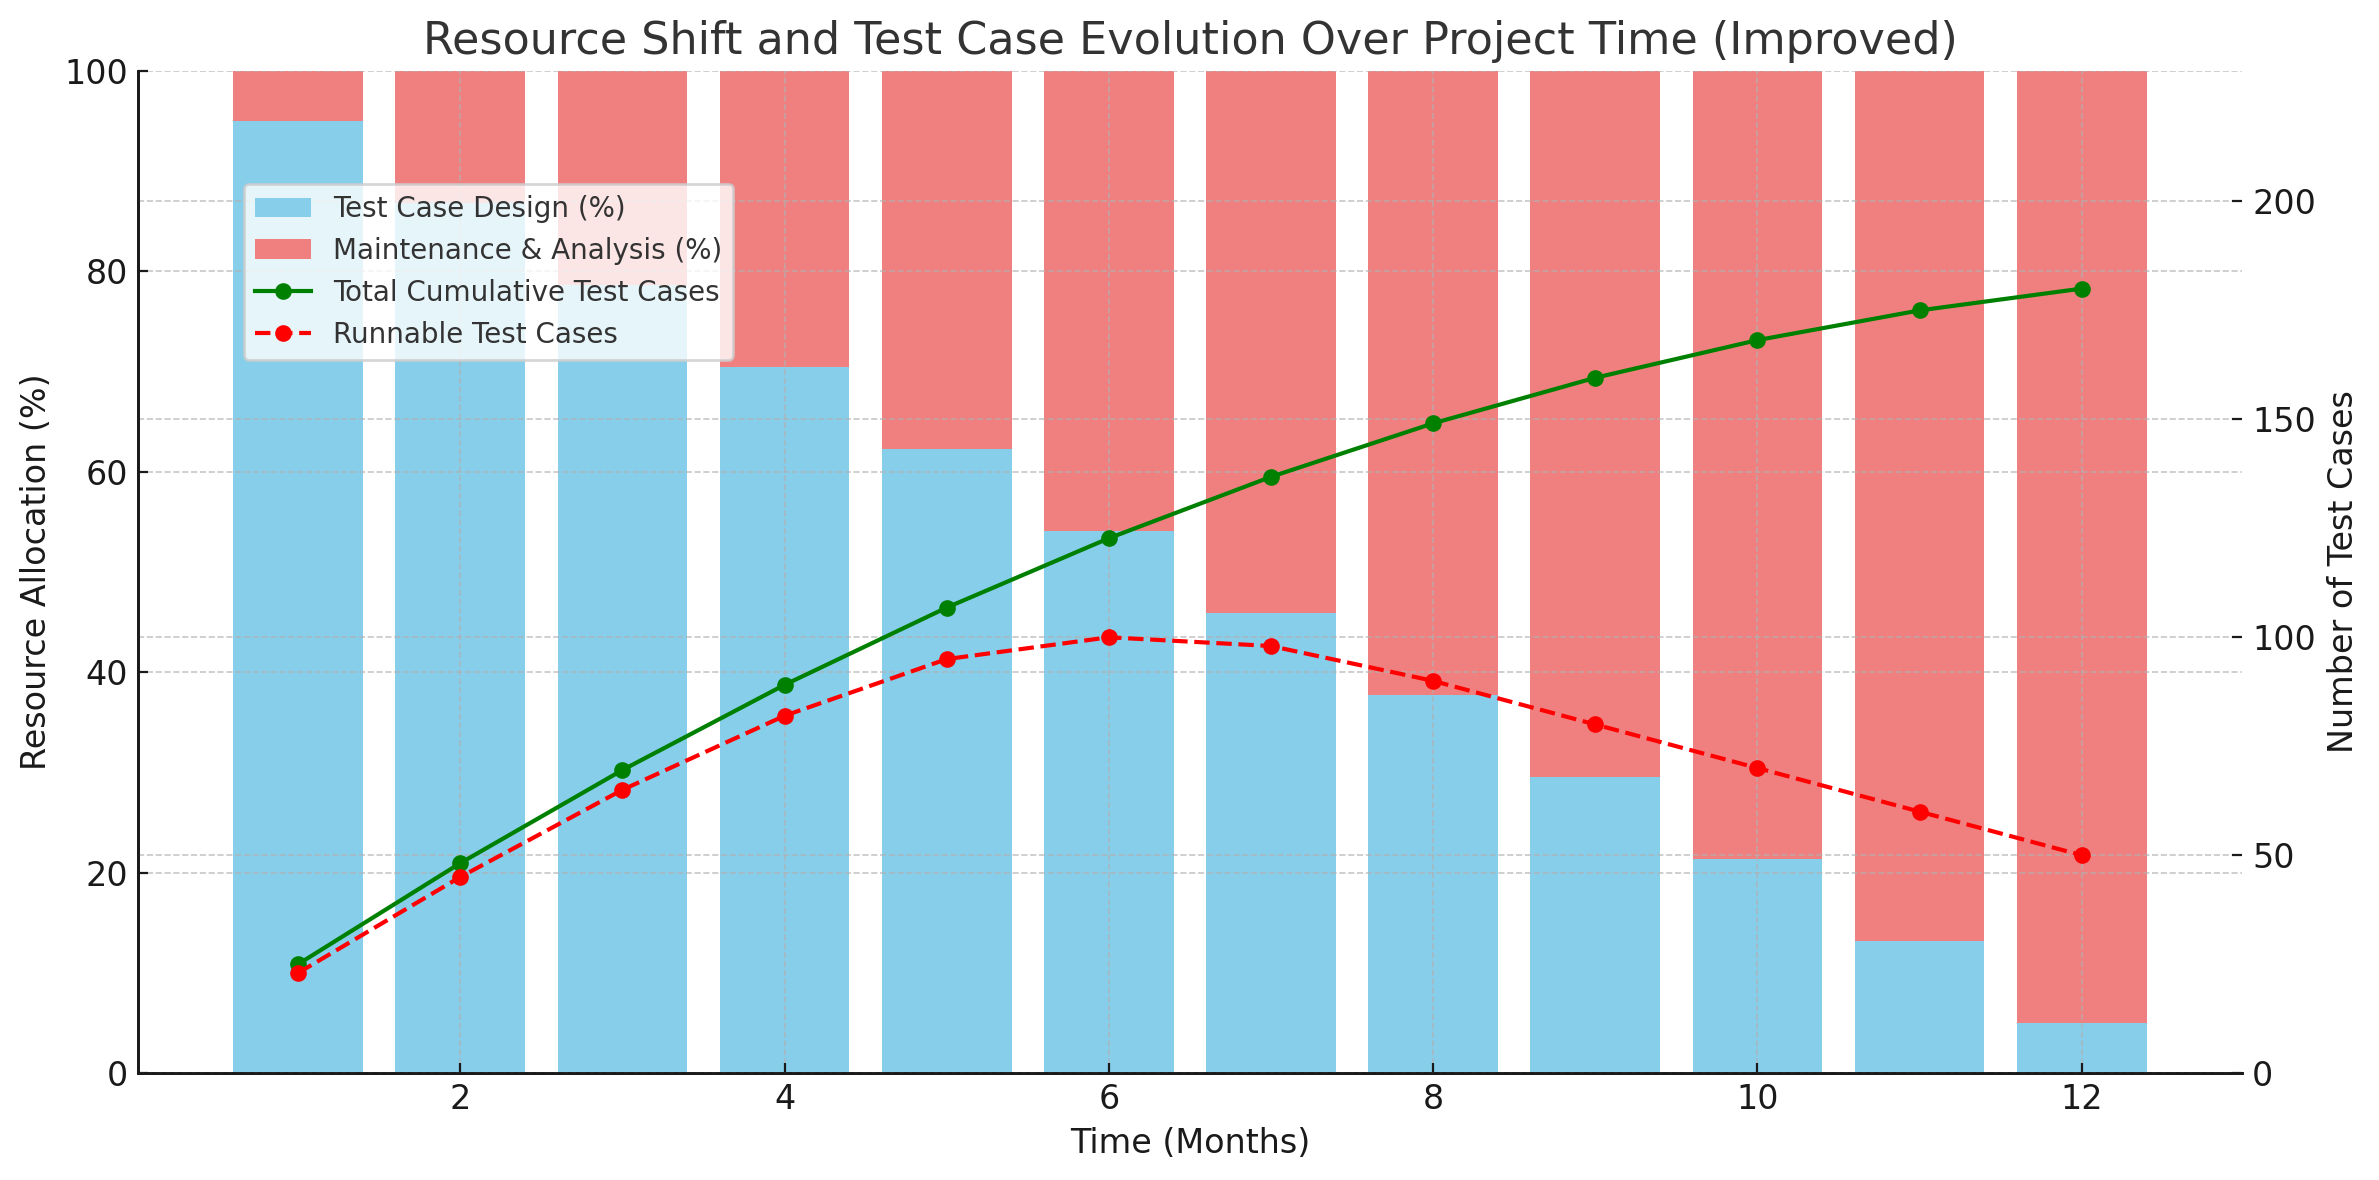 Resource Shift and Test Case Evolution Over Project Time (Improved)
Resource Allocation (%)
100
80
60
40
20
0
Test Case Design (%)
Maintenance & Analysis (%)
Total Cumulative Test Cases
Runnable Test Cases
200
150
100
50
0
Number of Test Cases
2 4 6 8 10 12
Time (Months)